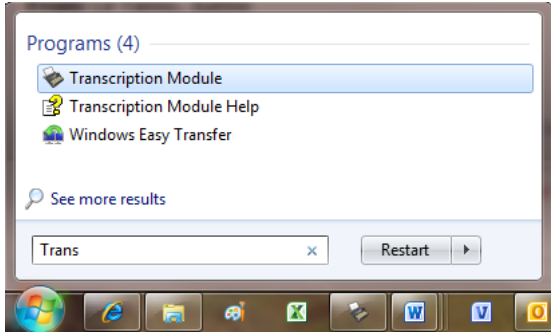 Programs (4)
Transcription Module
Transcription Module Help
Windows Easy Transfer
See more results
Trans
Restart